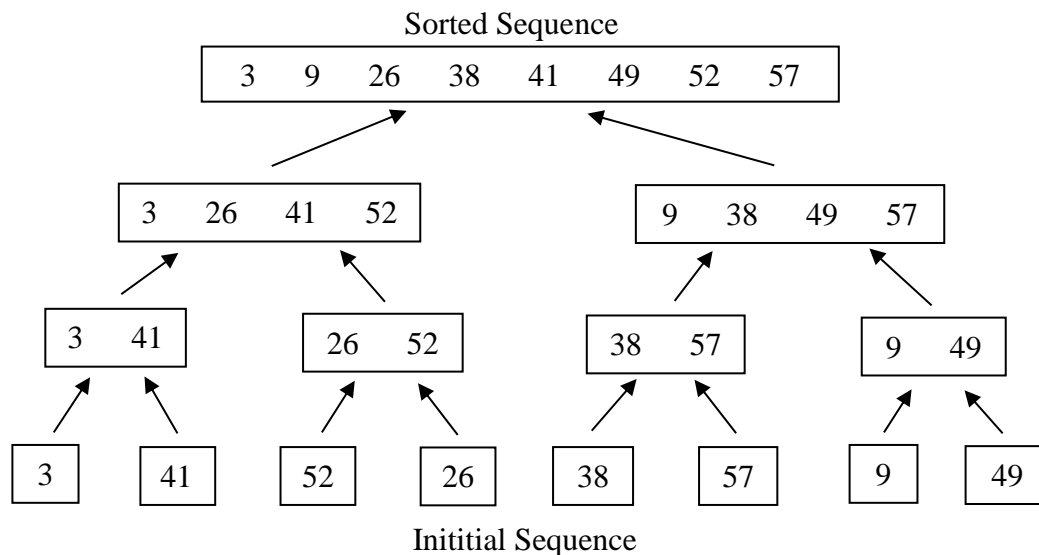 Sorted Sequence
3 9 26 38 41 49 52 57
3 26 41 52 9 38 49 57
3 41 26 52 38 57 9 49
3 41 52 26 38 57 9 49
Inititial Sequence